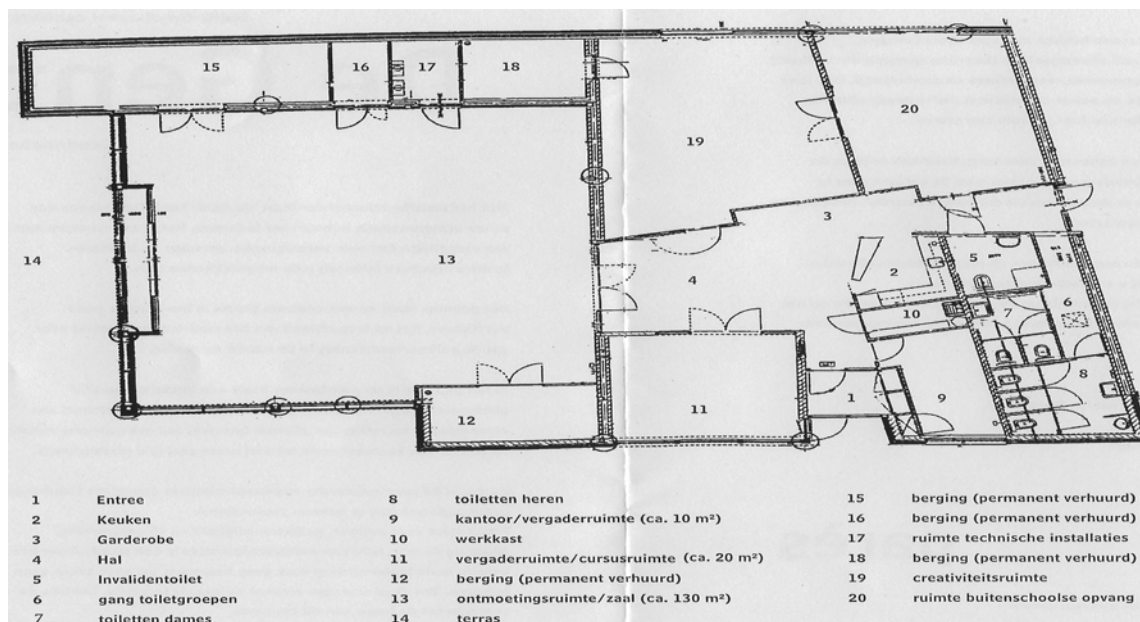 15
16
17
18
19
20
3
14
13
4
2
5
6
10
7
8
1
9
11
12
1 Entree
2 Keuken
3 Garderobe
4 Hal
5 Invalidentoilet
6 gang toiletgroepen
7 toiletten dames
8 toiletten heren
9 kantoor/vergaderruimte (ca. 10 m²)
10 werkkast
11 vergaderruimte/cursusruimte (ca. 20 m²)
12 berging (permanent verhuurd)
13 ontmoetingsruimte/zaal (ca. 130 m²)
14 terras
15 berging (permanent verhuurd)
16 berging (permanent verhuurd)
17 ruimte technische installaties
18 berging (permanent verhuurd)
19 creativiteitsruimte
20 ruimte buitenschoolse opvang